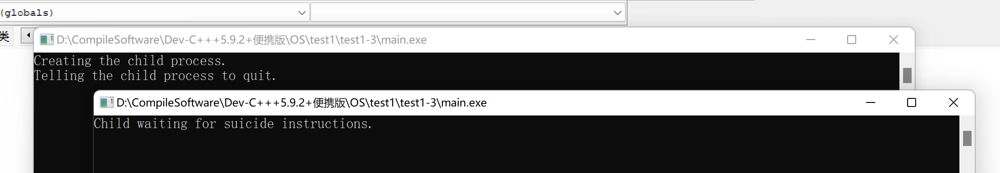 (globals)
类
D:\CompileSoftware\Dev-C+++5.9.2+便携版\OS\test1\test1-3\main.exe
Creating the child process.
Telling the child process to quit.
D:\CompileSoftware\Dev-C+++5.9.2+便携版\OS\test1\test1-3\main.exe
Child waiting for suicide instructions.